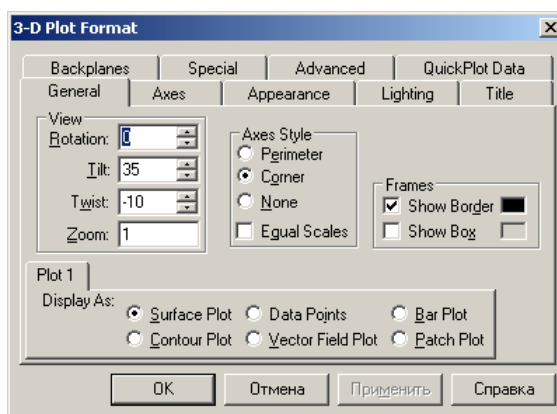 3-D Plot Format
Backplanes Special Advanced QuickPlot Data
General Axes Appearance Lighting Title
View
Rotation: 0
Tilt: 35
Twist: -10
Zoom: 1
Axes Style
Perimeter
Corner
None
Equal Scales
Frames
Show Border
Show Box
Plot 1
Display As:
Surface Plot Data Points Bar Plot
Contour Plot Vector Field Plot Patch Plot
OK Отмена Применить Справка